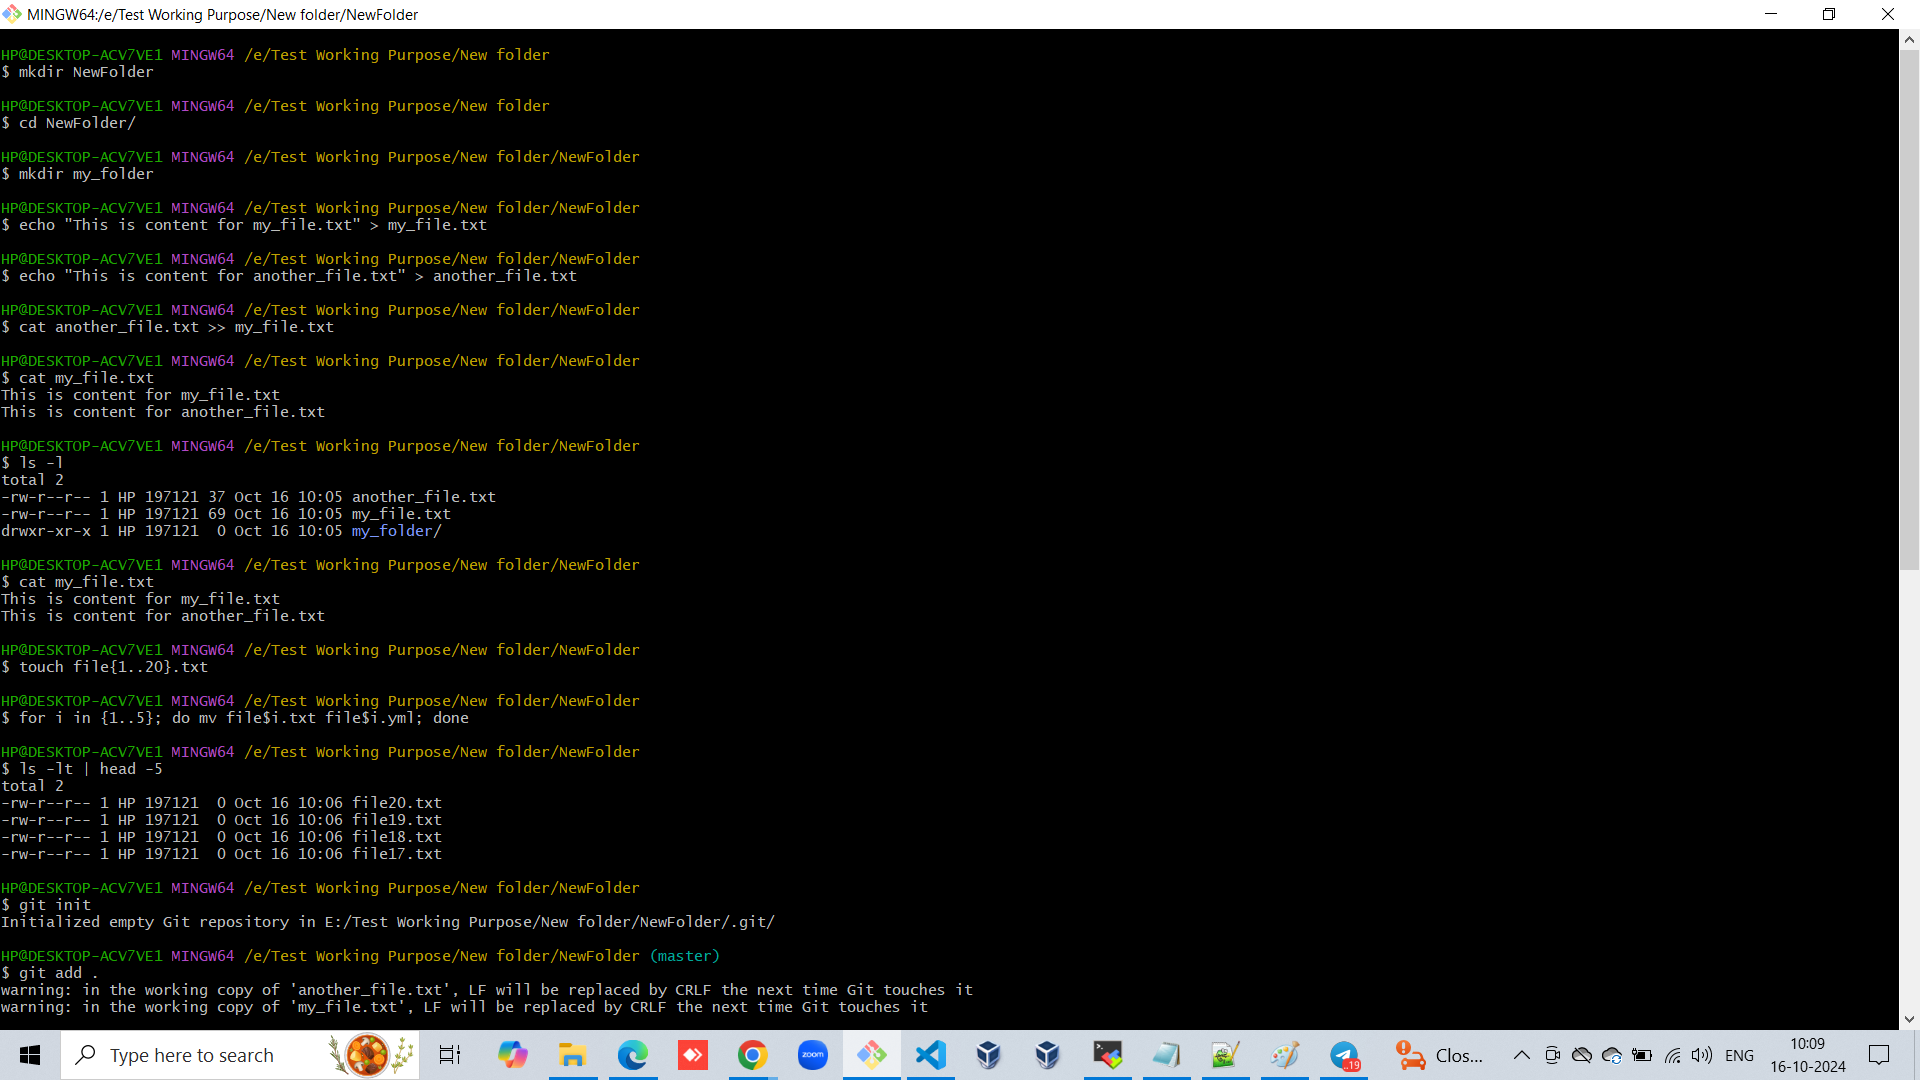 MINGW64:/e/Test Working Purpose/New folder/NewFolder
HP@DESKTOP-ACV7VE1 MINGW64 /e/Test Working Purpose/New folder
$ mkdir NewFolder
HP@DESKTOP-ACV7VE1 MINGW64 /e/Test Working Purpose/New folder
$ cd NewFolder/
HP@DESKTOP-ACV7VE1 MINGW64 /e/Test Working Purpose/New folder/NewFolder
$ mkdir my_folder
HP@DESKTOP-ACV7VE1 MINGW64 /e/Test Working Purpose/New folder/NewFolder
$ echo "This is content for my_file.txt" > my_file.txt
HP@DESKTOP-ACV7VE1 MINGW64 /e/Test Working Purpose/New folder/NewFolder
$ echo "This is content for another_file.txt" > another_file.txt
HP@DESKTOP-ACV7VE1 MINGW64 /e/Test Working Purpose/New folder/NewFolder
$ cat another_file.txt >> my_file.txt
HP@DESKTOP-ACV7VE1 MINGW64 /e/Test Working Purpose/New folder/NewFolder
$ cat my_file.txt
This is content for my_file.txt
This is content for another_file.txt
HP@DESKTOP-ACV7VE1 MINGW64 /e/Test Working Purpose/New folder/NewFolder
$ ls -l
total 2
-rw-r--r-- 1 HP 197121 37 Oct 16 10:05 another_file.txt
-rw-r--r-- 1 HP 197121 69 Oct 16 10:05 my_file.txt
drwxr-xr-x 1 HP 197121  0 Oct 16 10:05 my_folder/
HP@DESKTOP-ACV7VE1 MINGW64 /e/Test Working Purpose/New folder/NewFolder
$ cat my_file.txt
This is content for my_file.txt
This is content for another_file.txt
HP@DESKTOP-ACV7VE1 MINGW64 /e/Test Working Purpose/New folder/NewFolder
$ touch file{1..20}.txt
HP@DESKTOP-ACV7VE1 MINGW64 /e/Test Working Purpose/New folder/NewFolder
$ for i in {1..5}; do mv file$i.txt file$i.yml; done
HP@DESKTOP-ACV7VE1 MINGW64 /e/Test Working Purpose/New folder/NewFolder
$ ls -lt | head -5
total 2
-rw-r--r-- 1 HP 197121  0 Oct 16 10:06 file20.txt
-rw-r--r-- 1 HP 197121  0 Oct 16 10:06 file19.txt
-rw-r--r-- 1 HP 197121  0 Oct 16 10:06 file18.txt
-rw-r--r-- 1 HP 197121  0 Oct 16 10:06 file17.txt
HP@DESKTOP-ACV7VE1 MINGW64 /e/Test Working Purpose/New folder/NewFolder
$ git init
Initialized empty Git repository in E:/Test Working Purpose/New folder/NewFolder/.git/
HP@DESKTOP-ACV7VE1 MINGW64 /e/Test Working Purpose/New folder/NewFolder (master)
$ git add .
warning: in the working copy of 'another_file.txt', LF will be replaced by CRLF the next time Git touches it
warning: in the working copy of 'my_file.txt', LF will be replaced by CRLF the next time Git touches it
Type here to search
zoom
..19
Clos...
ENG
10:09
16-10-2024